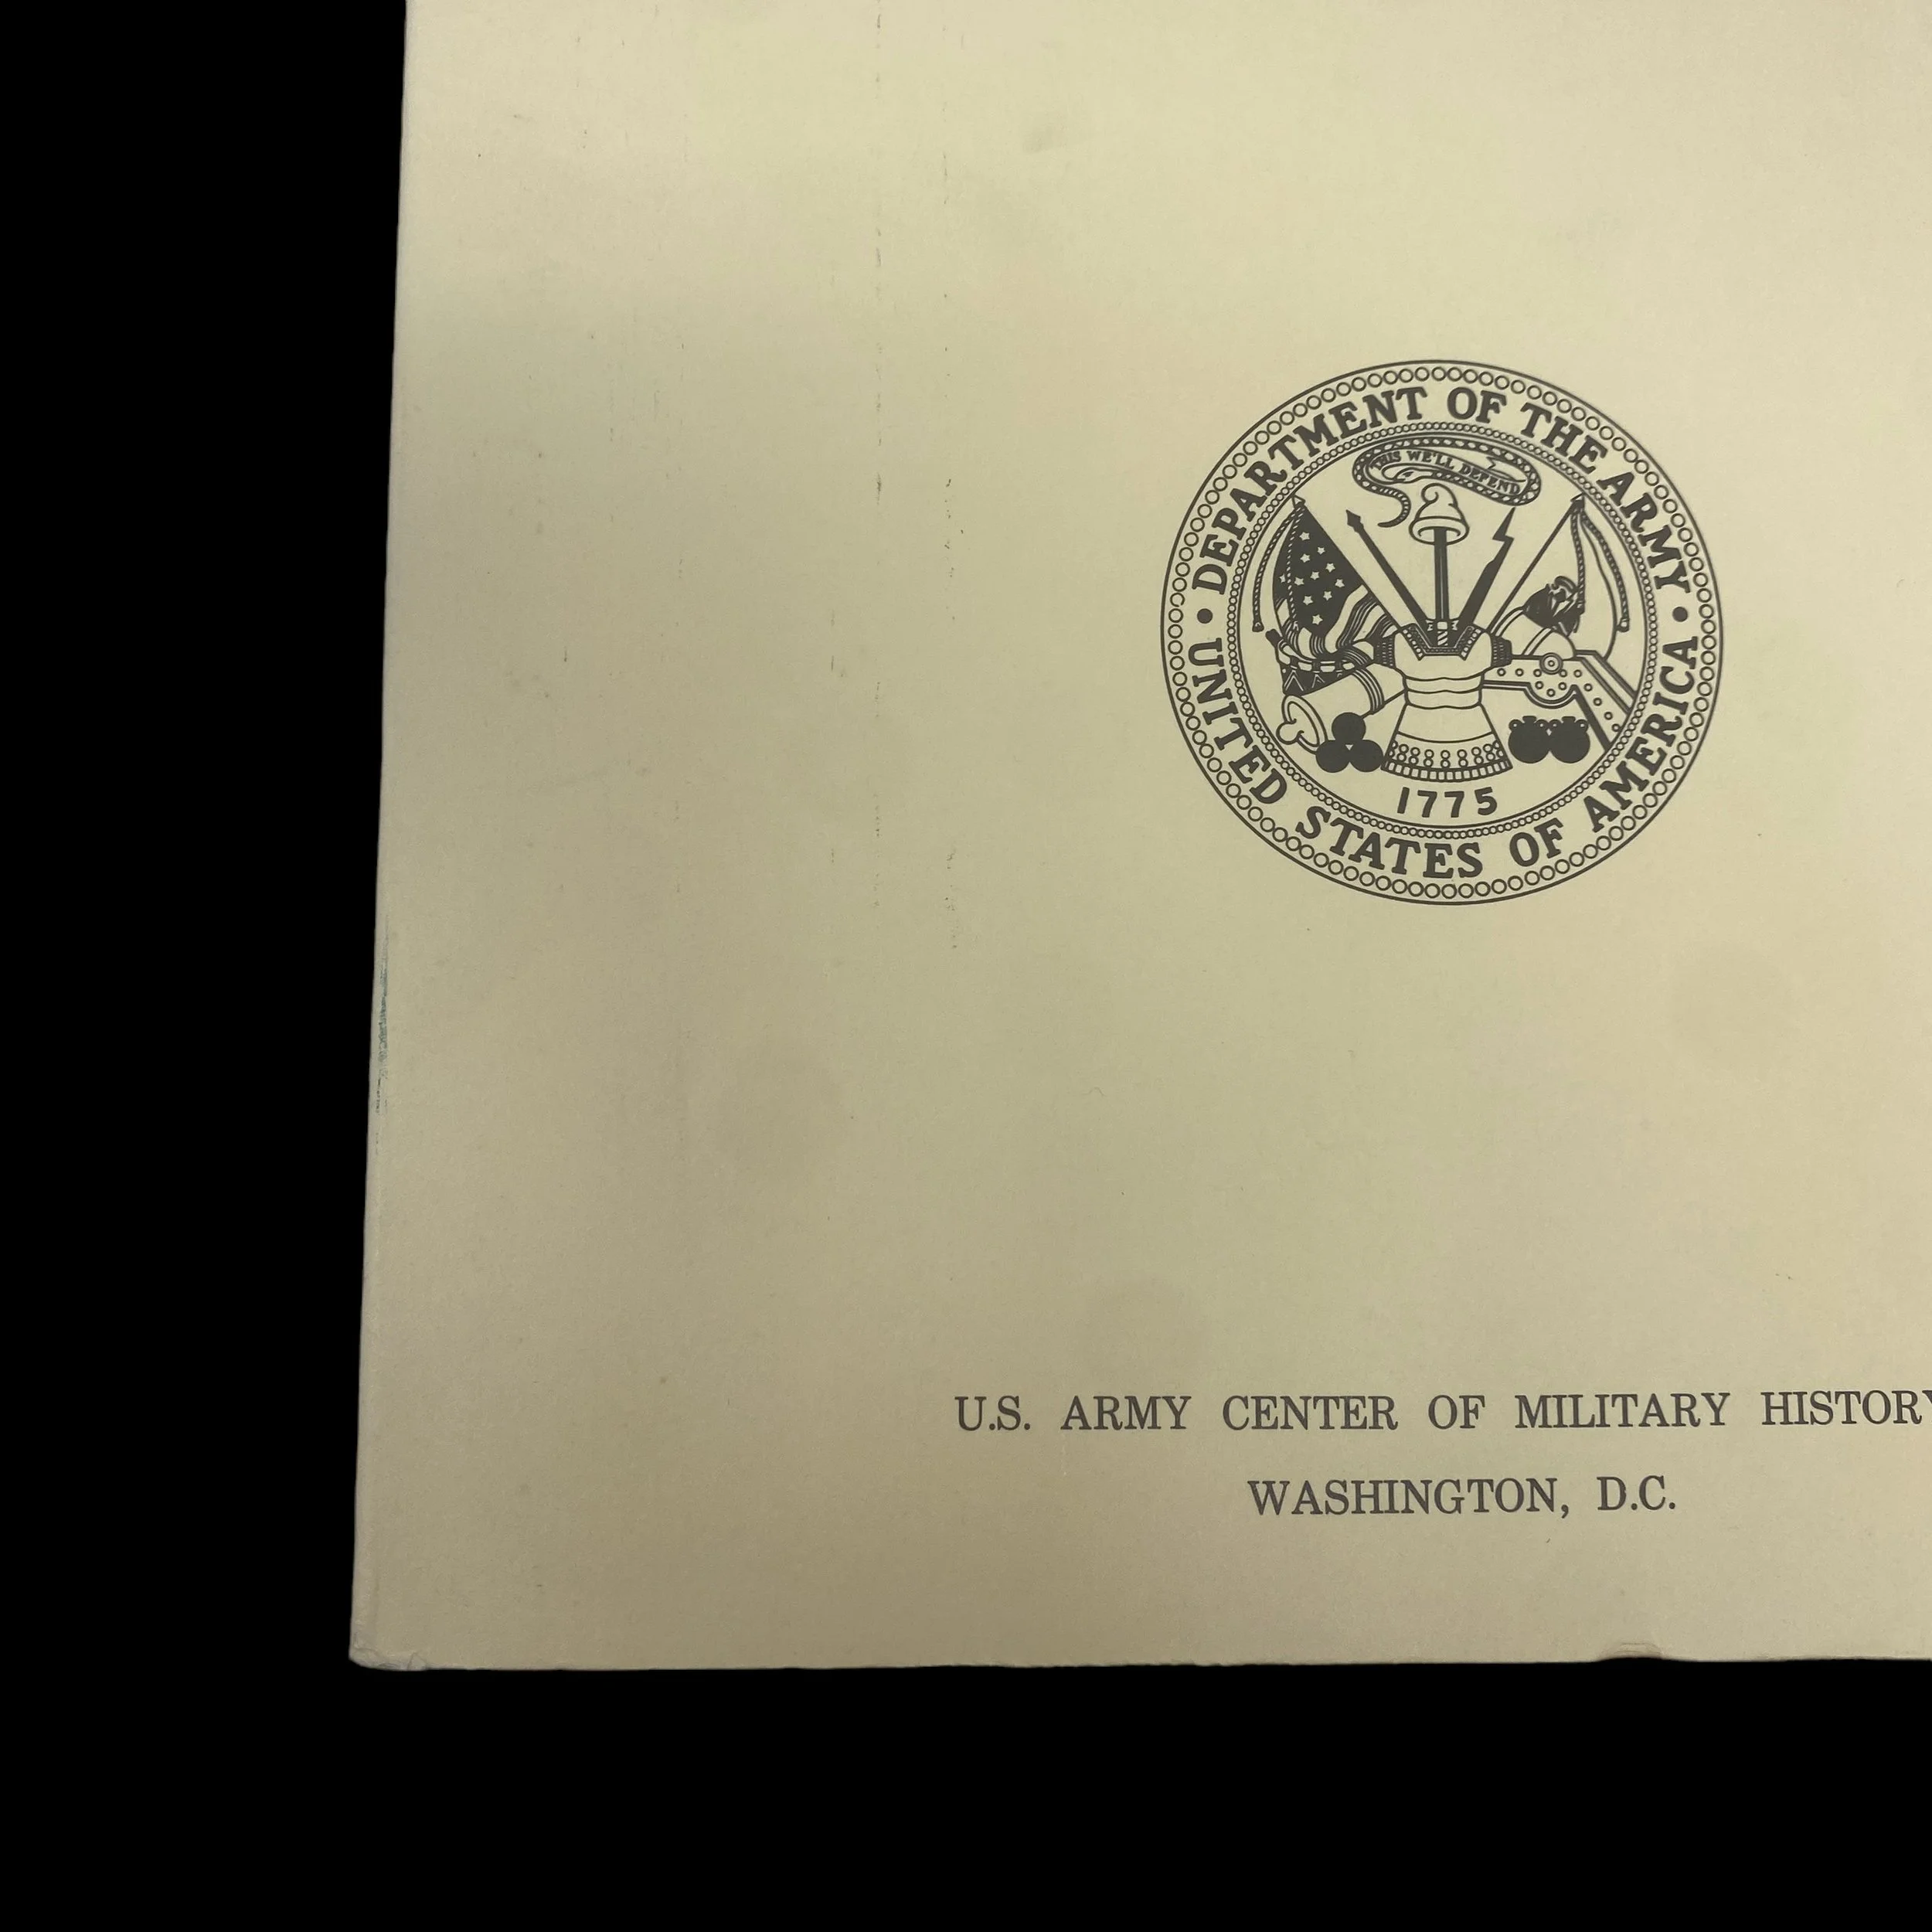 DEPARTMENT OF THE ARMY
THIS WE'LL DEFEND
1775
UNITED STATES OF AMERICA
U.S. ARMY CENTER OF MILITARY HISTORY
WASHINGTON, D.C.